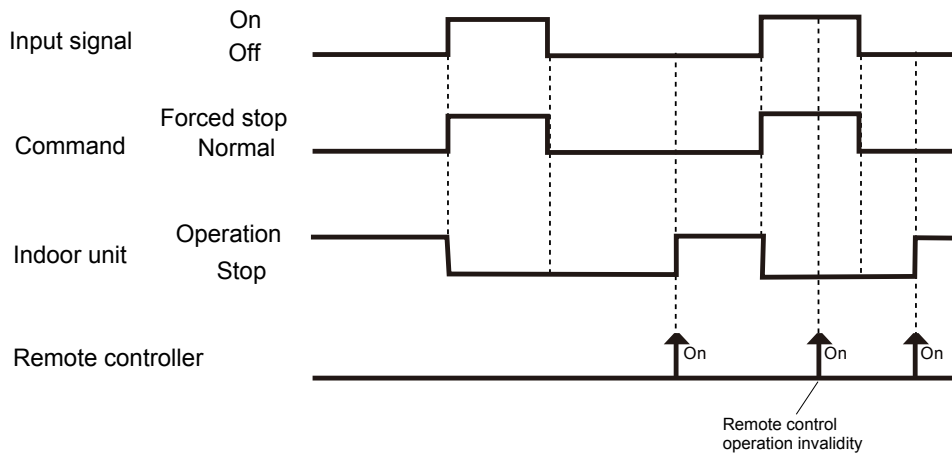 Input signal
On
Off
Command
Forced stop
Normal
Indoor unit
Operation
Stop
Remote controller
On
On
On
Remote control
operation invalidity